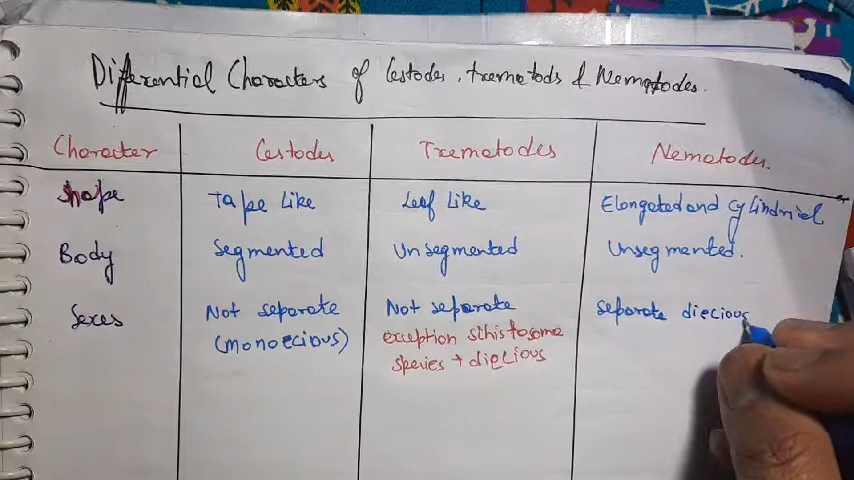 Differential Characters of Cestodes, trematods & Nematodes.
Character Cestodes Trematodes Nematodes.
Shape Tape Like Leaf Like Elongated and cylindrical
Body Segmented Unsegmented Unsegmented.
Sexes Not separate Not separate separate diecious
(monoecious) exception schistosoma
species → diecious